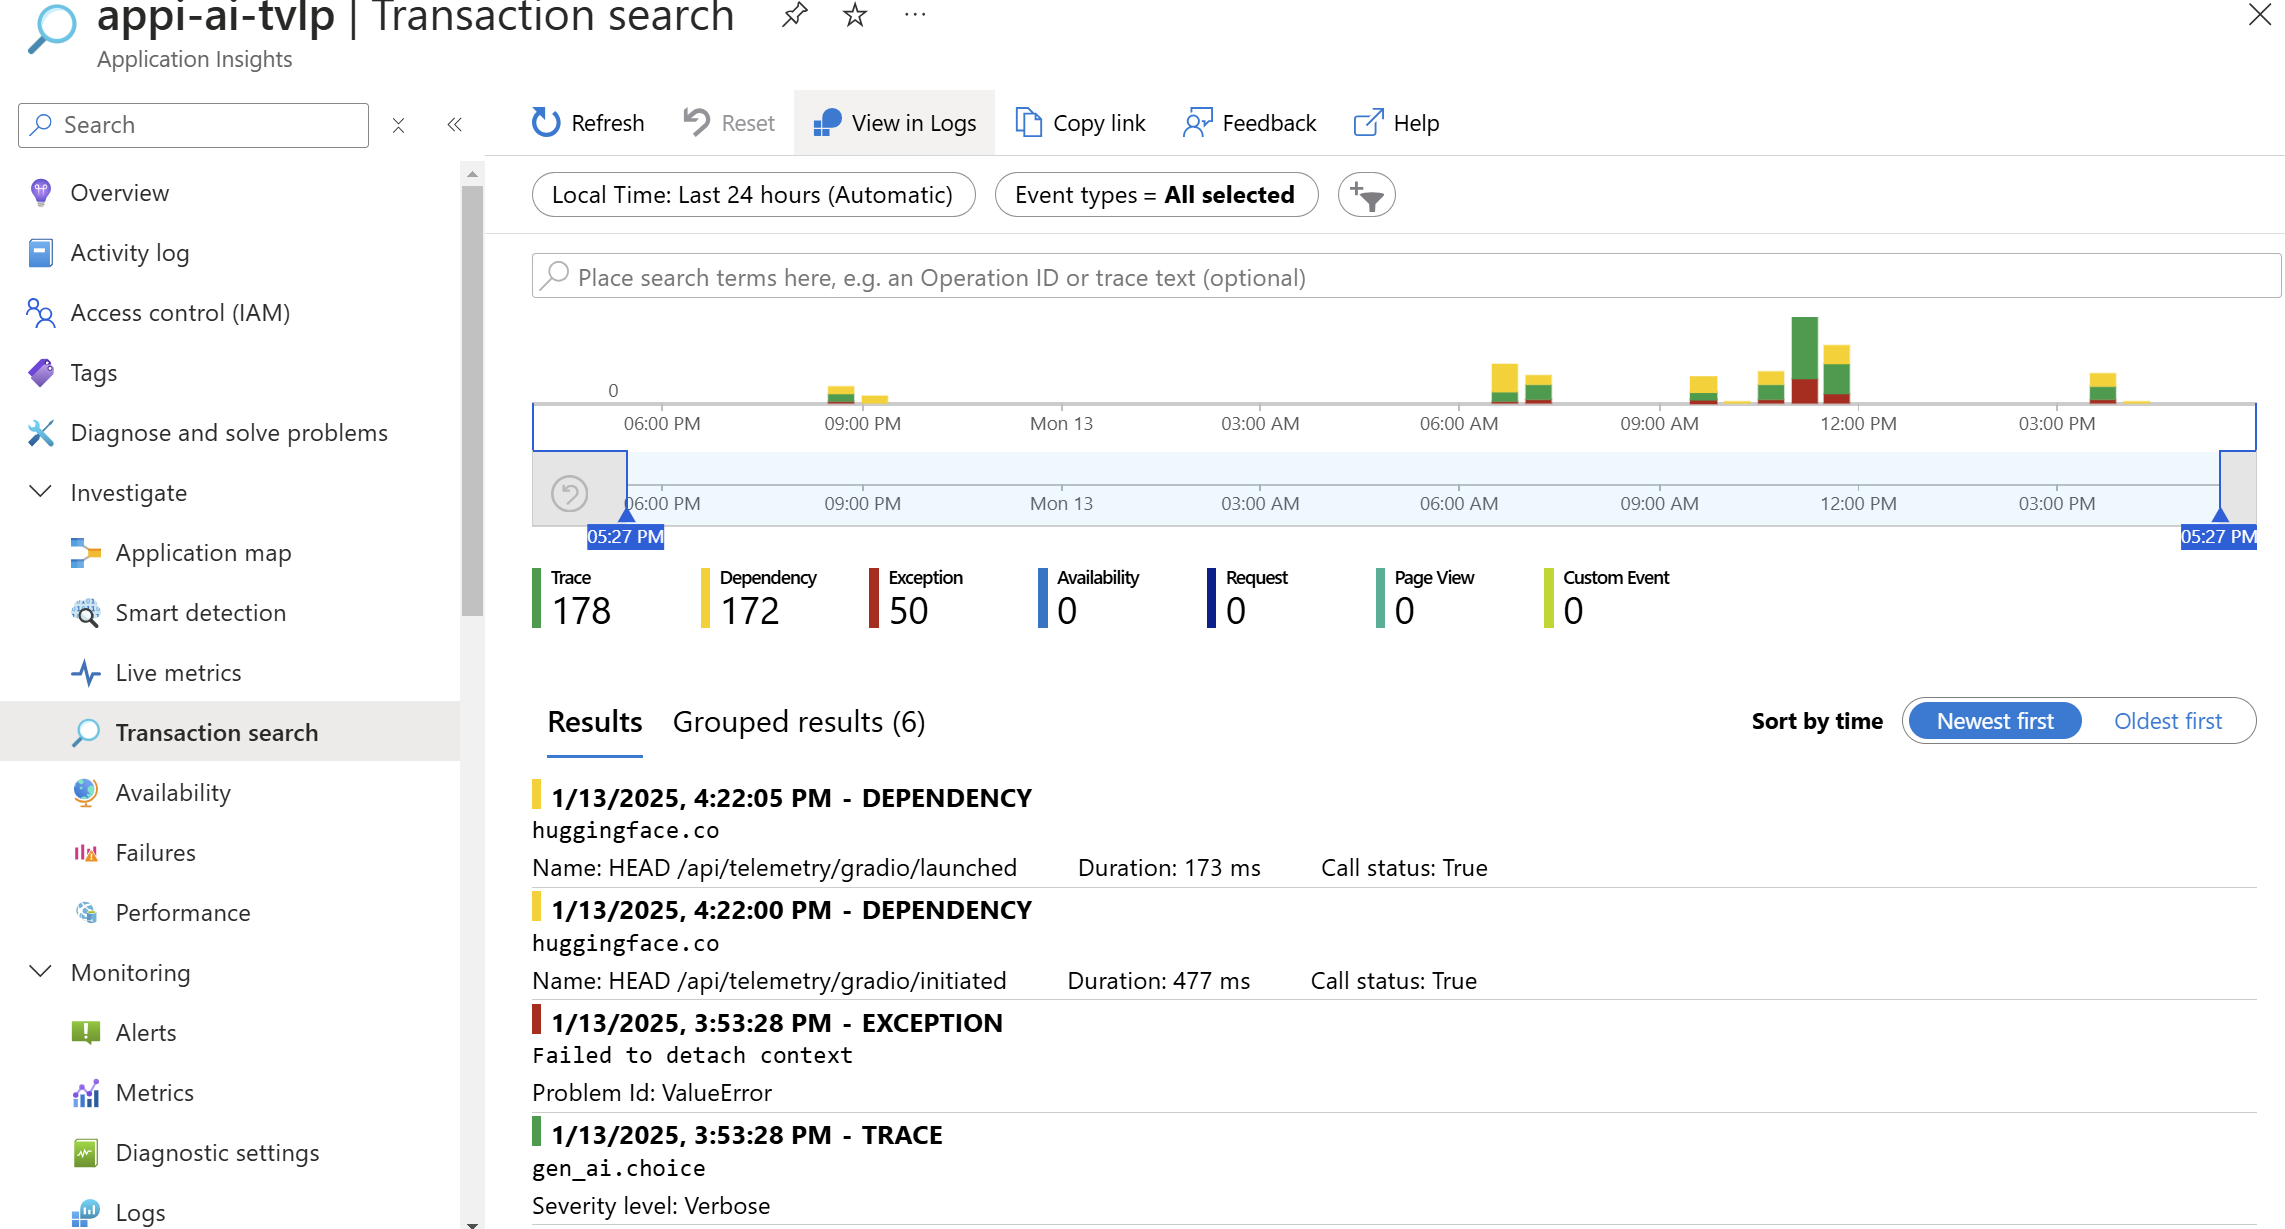 appi-ai-tvlp | Transaction search ...
Application Insights
Search
Overview
Activity log
Access control (IAM)
Tags
Diagnose and solve problems
Investigate
Application map
Smart detection
Live metrics
Transaction search
Availability
Failures
Performance
Monitoring
Alerts
Metrics
Diagnostic settings
Logs
Refresh Reset View in Logs Copy link Feedback Help
Local Time: Last 24 hours (Automatic) Event types = All selected
Place search terms here, e.g. an Operation ID or trace text (optional)
0
06:00 PM 09:00 PM Mon 13 03:00 AM 06:00 AM 09:00 AM 12:00 PM 03:00 PM
06:00 PM 09:00 PM Mon 13 03:00 AM 06:00 AM 09:00 AM 12:00 PM 03:00 PM
05:27 PM 05:27 PM
Trace Dependency Exception Availability Request Page View Custom Event
178 172 50 0 0 0 0
Results Grouped results (6) Sort by time Newest first Oldest first
1/13/2025, 4:22:05 PM - DEPENDENCY
huggingface.co
Name: HEAD /api/telemetry/gradio/launched Duration: 173 ms Call status: True
1/13/2025, 4:22:00 PM - DEPENDENCY
huggingface.co
Name: HEAD /api/telemetry/gradio/initiated Duration: 477 ms Call status: True
1/13/2025, 3:53:28 PM - EXCEPTION
Failed to detach context
Problem Id: ValueError
1/13/2025, 3:53:28 PM - TRACE
gen_ai.choice
Severity level: Verbose